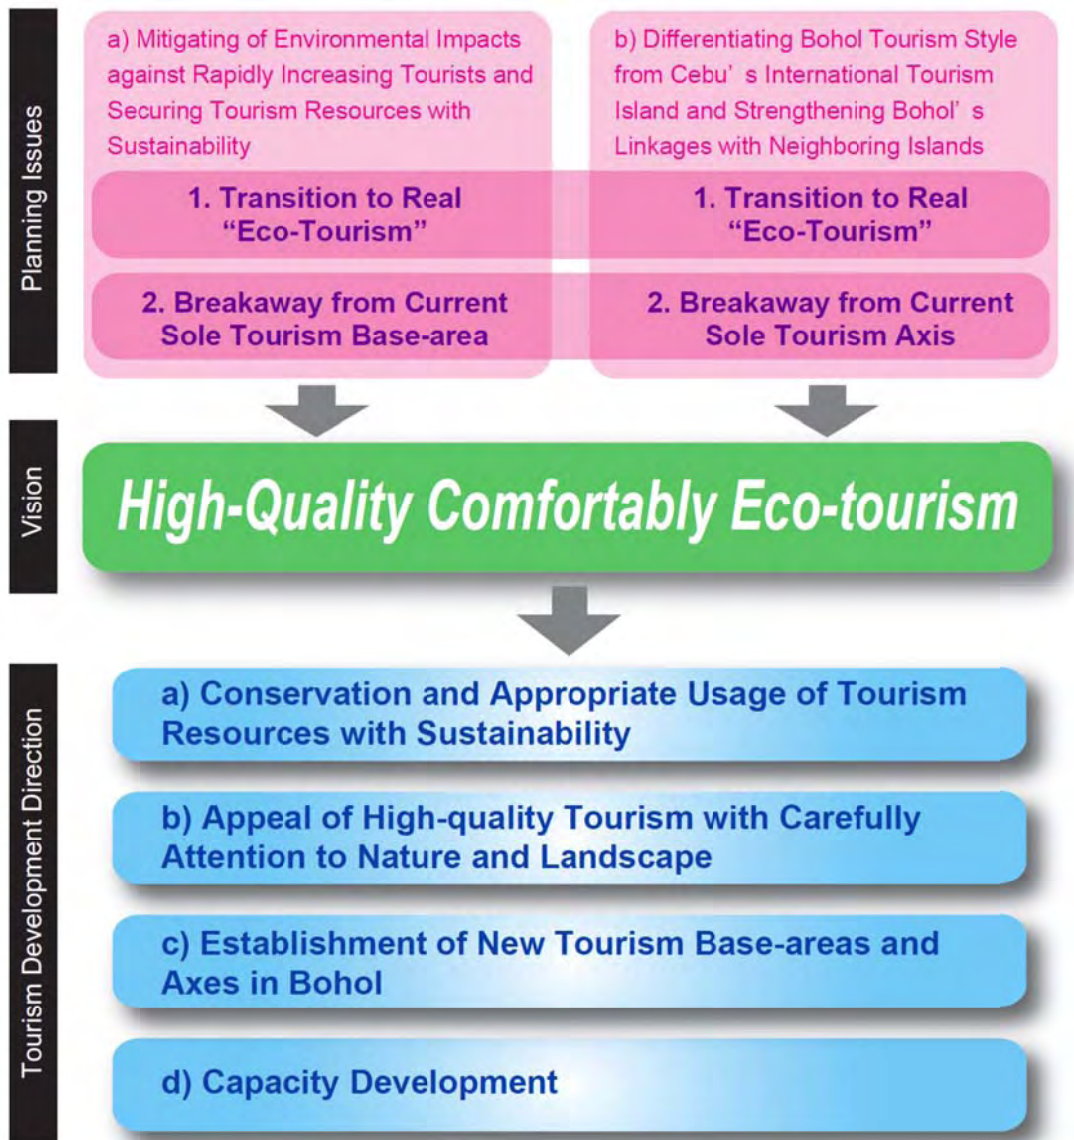 Planning Issues
a) Mitigating of Environmental Impacts
against Rapidly Increasing Tourists and
Securing Tourism Resources with
Sustainability
1. Transition to Real
“Eco-Tourism”
2. Breakaway from Current
Sole Tourism Base-area
b) Differentiating Bohol Tourism Style
from Cebu’ s International Tourism
Island and Strengthening Bohol’ s
Linkages with Neighboring Islands
1. Transition to Real
“Eco-Tourism”
2. Breakaway from Current
Sole Tourism Axis
Vision
High-Quality Comfortably Eco-tourism
Tourism Development Direction
a) Conservation and Appropriate Usage of Tourism
Resources with Sustainability
b) Appeal of High-quality Tourism with Carefully
Attention to Nature and Landscape
c) Establishment of New Tourism Base-areas and
Axes in Bohol
d) Capacity Development